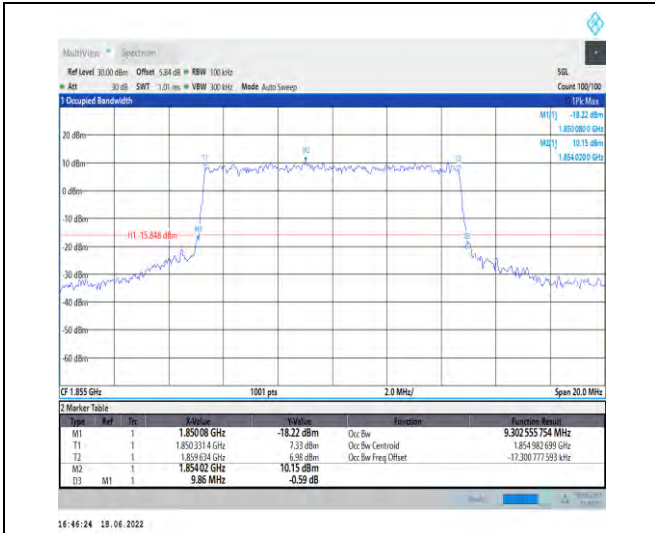 MultiView Spectrum
Ref Level 30.00 dBm Offset 5.84 dB RBW 100 kHz SGL
Att 30 dB SWT 1.01 ms VBW 300 kHz Mode Auto Sweep Count 100/100
1 Occupied Bandwidth 1Pk Max
M1[1] -18.22 dBm
1.850080 0 GHz
M2[1] 10.15 dBm
1.854020 0 GHz
20 dBm
T1 M2 T2
10 dBm
0 dBm
-10 dBm
M1 D3
H1 -15.848 dBm
-20 dBm
-30 dBm
-40 dBm
-50 dBm
-60 dBm
CF 1.855 GHz 1001 pts 2.0 MHz/ Span 20.0 MHz
2 Marker Table
Type Ref Trc X-Value Y-Value Function Function Result
M1 1 1.85008 GHz -18.22 dBm Occ Bw 9.302 555 754 MHz
T1 1 1.850 331 4 GHz 7.33 dBm Occ Bw Centroid 1.854 982 699 GHz
T2 1 1.859 634 GHz 6.98 dBm Occ Bw Freq Offset -17.300 777 593 kHz
M2 1 1.854 02 GHz 10.15 dBm
D3 M1 1 9.86 MHz -0.59 dB
16:46:24 18.06.2022